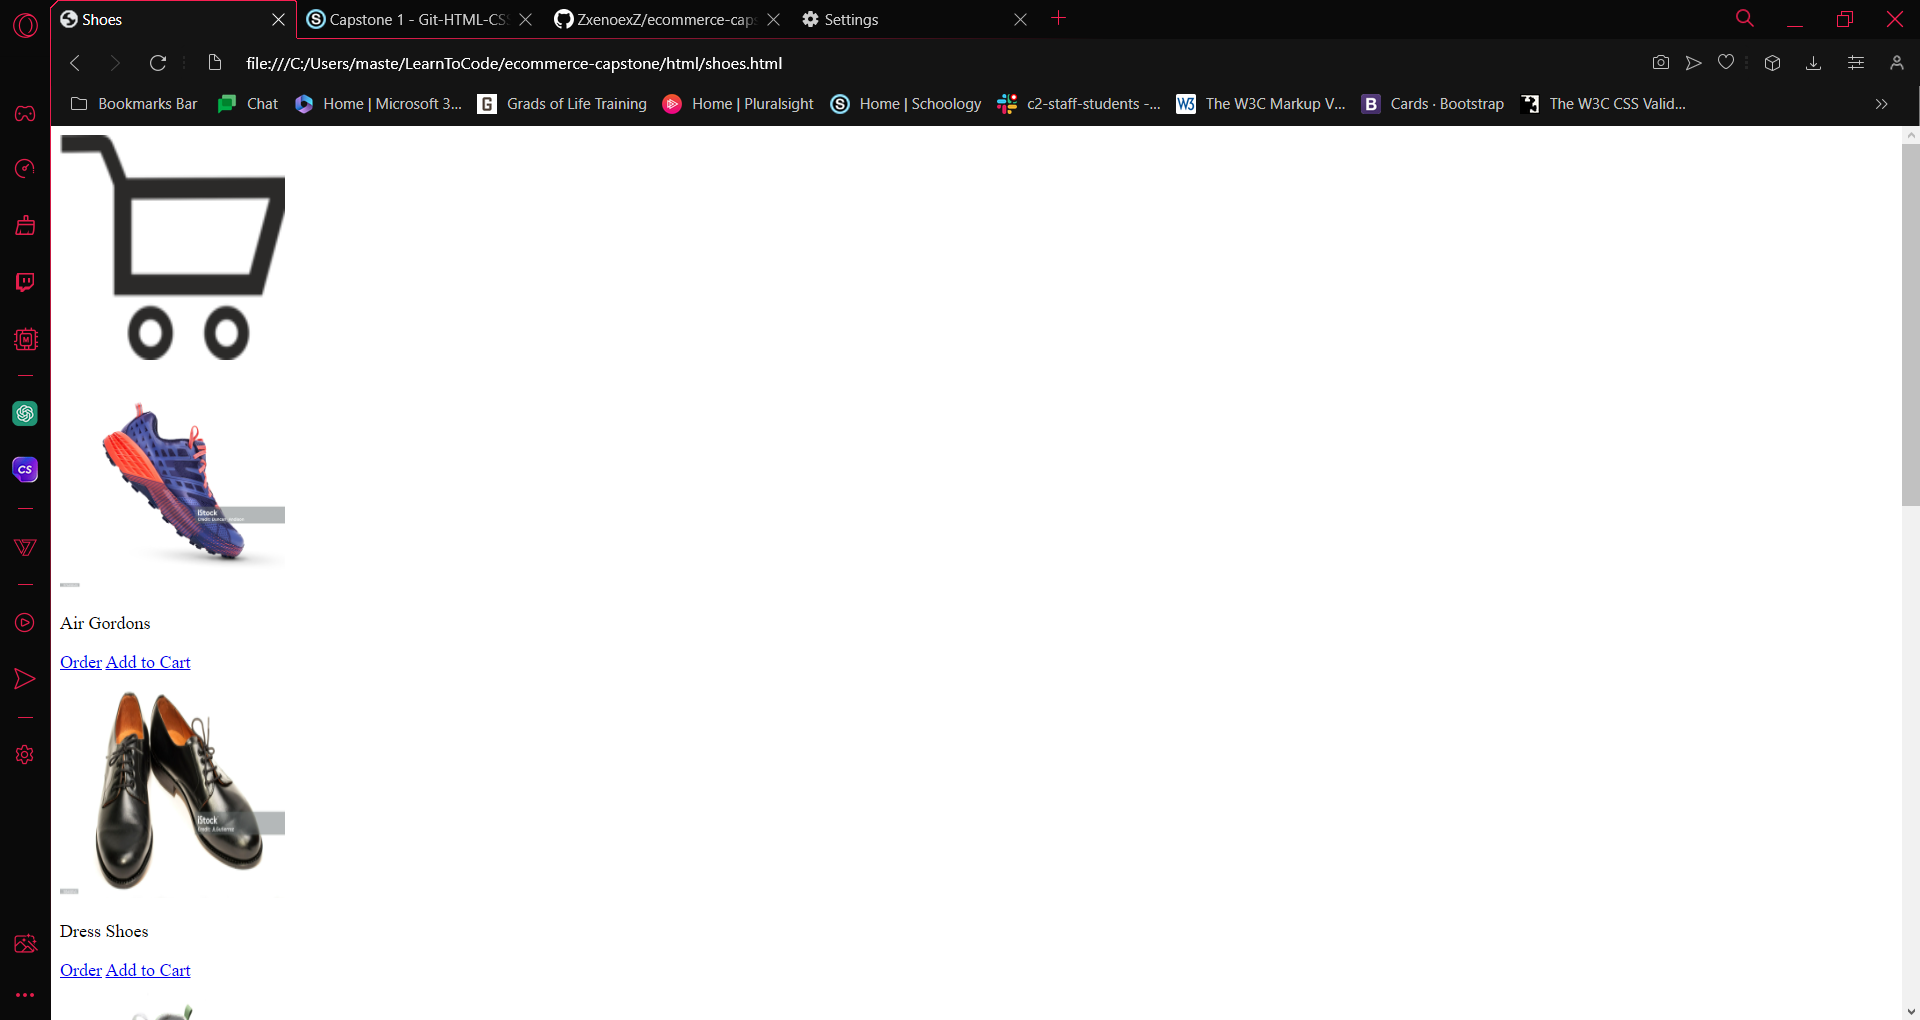 Shoes
Capstone 1 - Git-HTML-CSS
ZxenoexZ/ecommerce-caps
Settings
file:///C:/Users/maste/LearnToCode/ecommerce-capstone/html/shoes.html
Bookmarks Bar
Chat
Home | Microsoft 3...
Grads of Life Training
Home | Pluralsight
Home | Schoology
c2-staff-students -...
The W3C Markup V...
Cards · Bootstrap
The W3C CSS Valid...
CS
iStock
Air Gordons
Order Add to Cart
iStock
Dress Shoes
Order Add to Cart